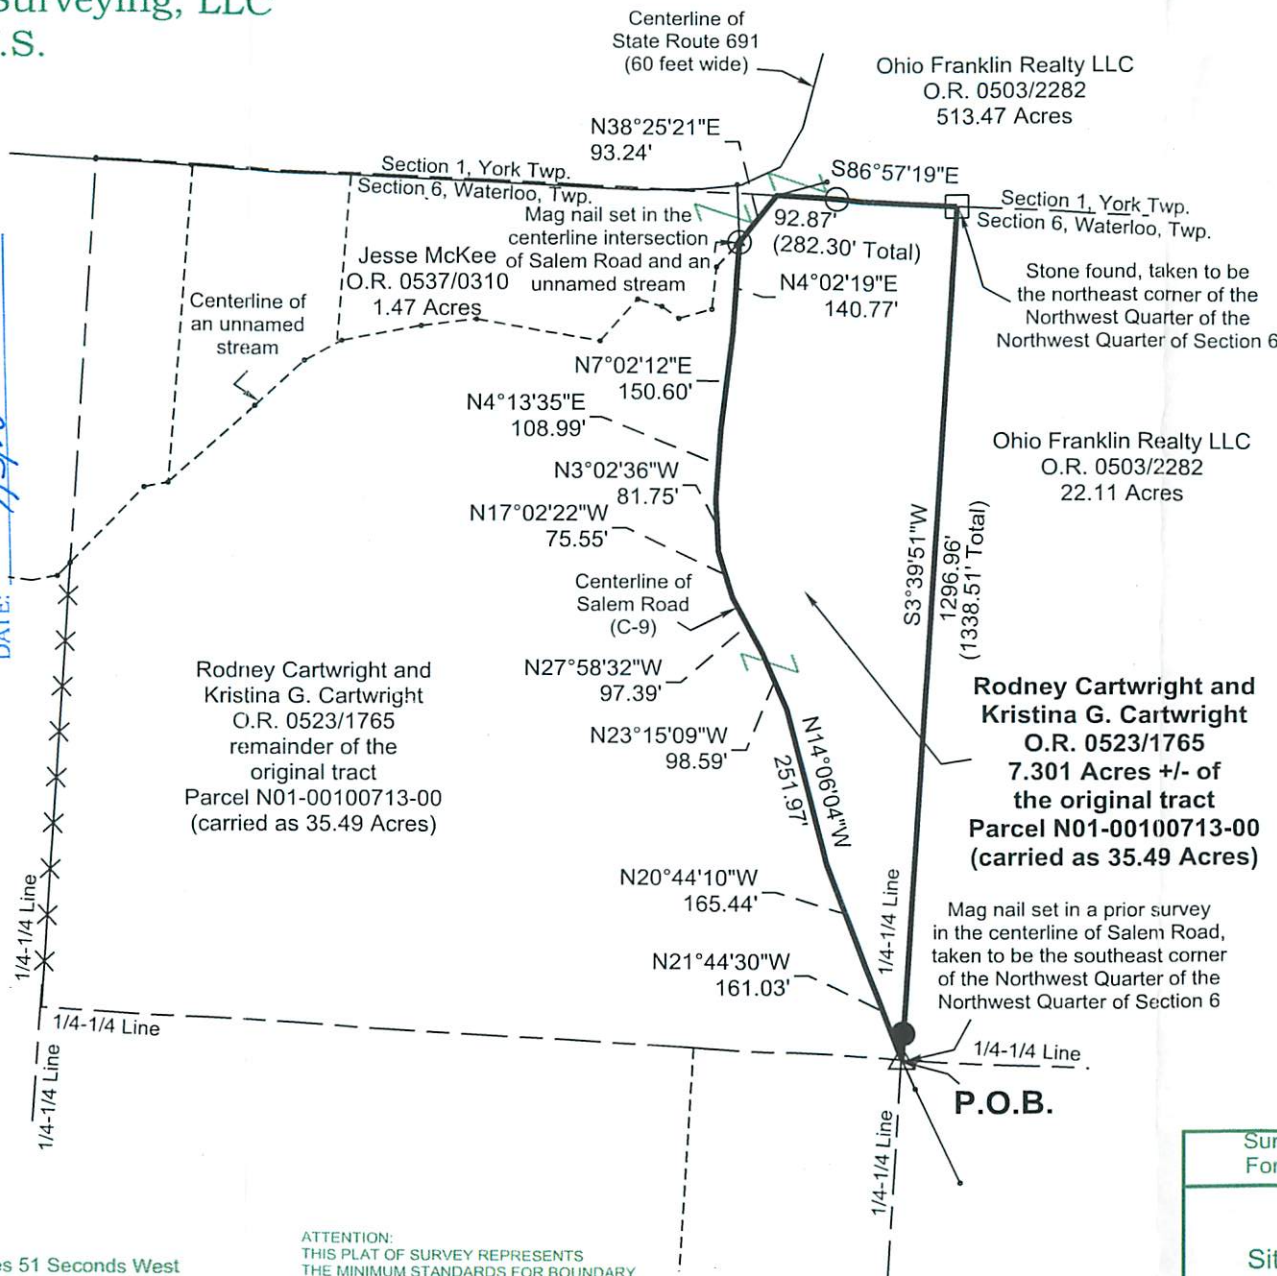 Surveying, LLC
.S.
Centerline of
State Route 691
(60 feet wide)
Ohio Franklin Realty LLC
O.R. 0503/2282
513.47 Acres
N38°25'21"E
93.24'
Section 1, York Twp.
Section 6, Waterloo, Twp.
S86°57'19"E
92.87'
(282.30' Total)
Section 1, York Twp.
Section 6, Waterloo, Twp.
Mag nail set in the
centerline intersection
of Salem Road and an
unnamed stream
Jesse McKee
O.R. 0537/0310
1.47 Acres
N4°02'19"E
140.77'
Stone found, taken to be
the northeast corner of the
Northwest Quarter of the
Northwest Quarter of Section 6
Centerline of
an unnamed
stream
N7°02'12"E
150.60'
N4°13'35"E
108.99'
Ohio Franklin Realty LLC
O.R. 0503/2282
22.11 Acres
N3°02'36"W
81.75'
N17°02'22"W
75.55'
S3°39'51"W
1296.96'
(1338.51' Total)
Centerline of
Salem Road
(C-9)
DATE:
N27°58'32"W
97.39'
Rodney Cartwright and
Kristina G. Cartwright
O.R. 0523/1765
remainder of the
original tract
Parcel N01-00100713-00
(carried as 35.49 Acres)
Rodney Cartwright and
Kristina G. Cartwright
O.R. 0523/1765
7.301 Acres +/- of
the original tract
Parcel N01-00100713-00
(carried as 35.49 Acres)
N23°15'09"W
98.59'
N14°06'04"W
251.97'
N20°44'10"W
165.44'
1/4-1/4 Line
1/4-1/4 Line
Mag nail set in a prior survey
in the centerline of Salem Road,
taken to be the southeast corner
of the Northwest Quarter of the
Northwest Quarter of Section 6
N21°44'30"W
161.03'
1/4-1/4 Line
1/4-1/4 Line
1/4-1/4 Line
P.O.B.
1/4-1/4 Line
Sur
For
ATTENTION:
THIS PLAT OF SURVEY REPRESENTS
THE MINIMUM STANDARDS FOR BOUNDARY
es 51 Seconds West
Sit